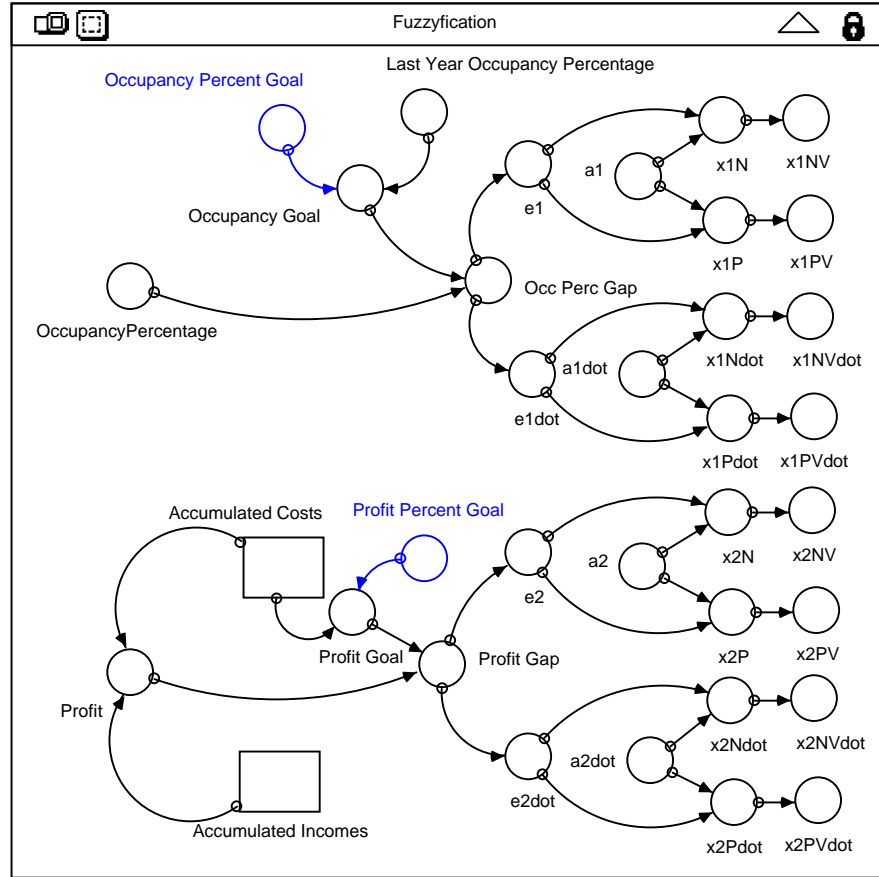 Fuzzyfication
Last Year Occupancy Percentage
Occupancy Percent Goal
a1
x1N
x1NV
Occupancy Goal
e1
x1P
x1PV
Occ Perc Gap
OccupancyPercentage
a1dot
x1Ndot
x1NVdot
e1dot
x1Pdot
x1PVdot
Accumulated Costs
Profit Percent Goal
a2
x2N
x2NV
e2
Profit Goal
Profit Gap
x2P
x2PV
Profit
a2dot
x2Ndot
x2NVdot
e2dot
Accumulated Incomes
x2Pdot
x2PVdot